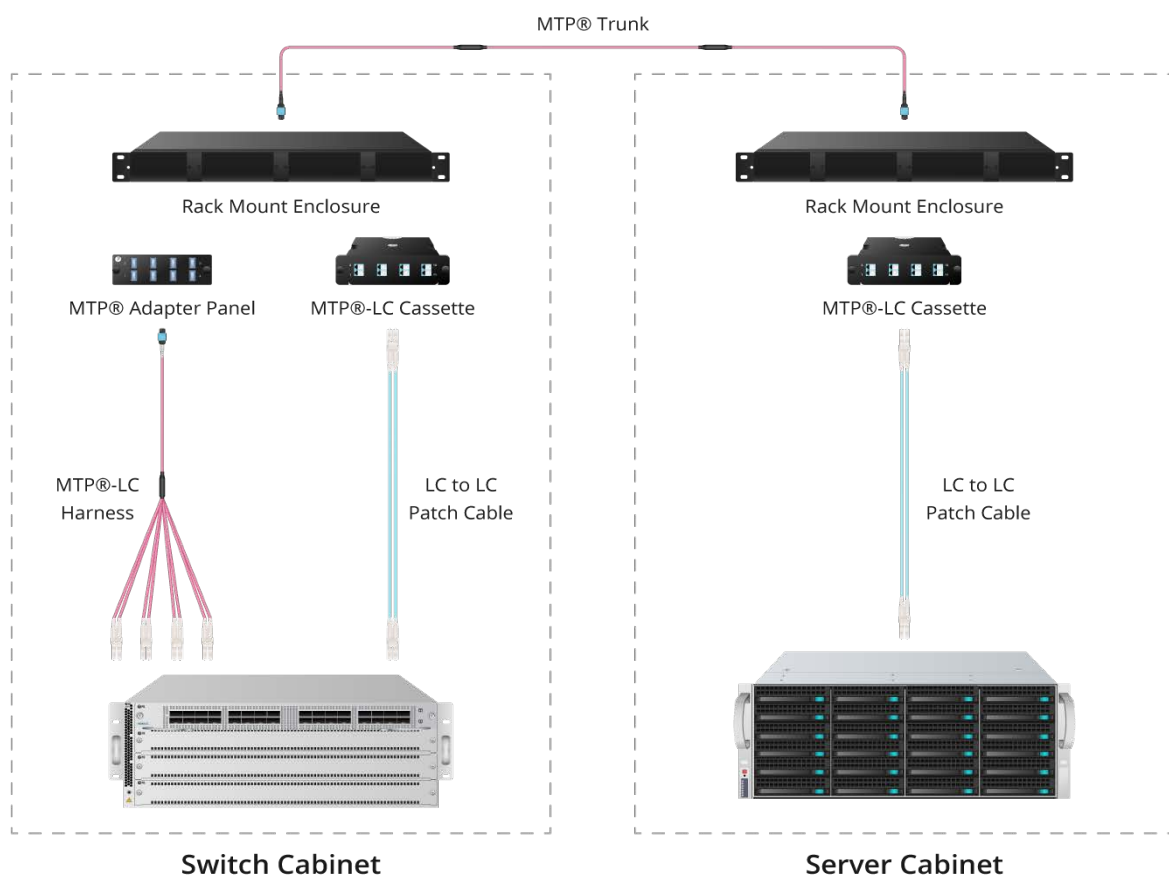 MTP® Trunk
Rack Mount Enclosure
Rack Mount Enclosure
MTP® Adapter Panel
MTP®-LC Cassette
MTP®-LC Cassette
MTP®-LC
Harness
LC to LC
Patch Cable
LC to LC
Patch Cable
Switch Cabinet
Server Cabinet